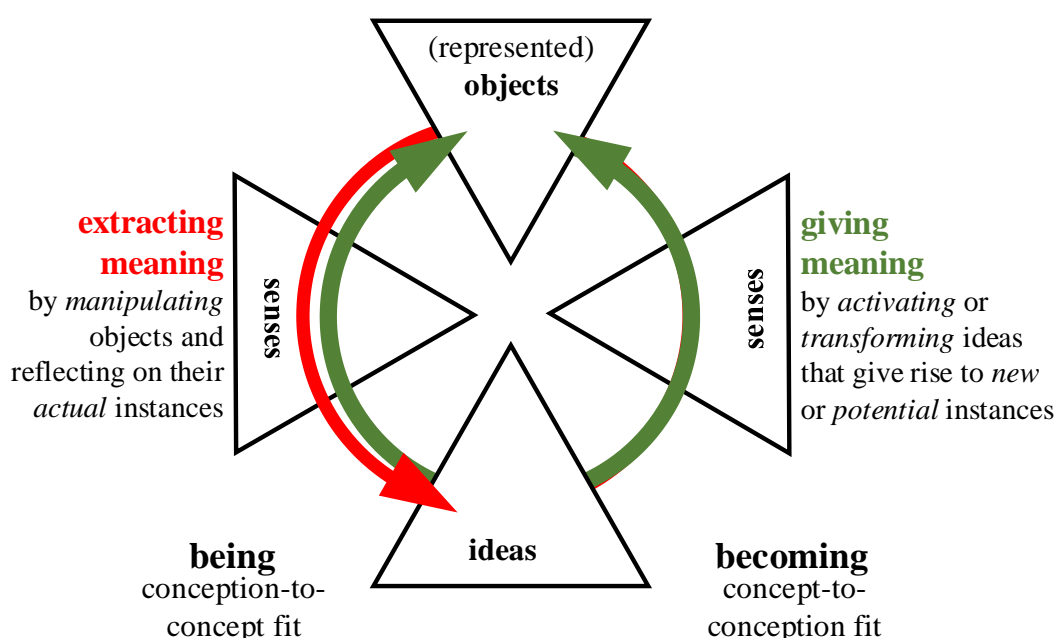 (represented)
objects
extracting
meaning
by manipulating
objects and
reflecting on their
actual instances
senses
senses
giving
meaning
by activating or
transforming ideas
that give rise to new
or potential instances
ideas
being
conception-to-
concept fit
becoming
concept-to-
conception fit